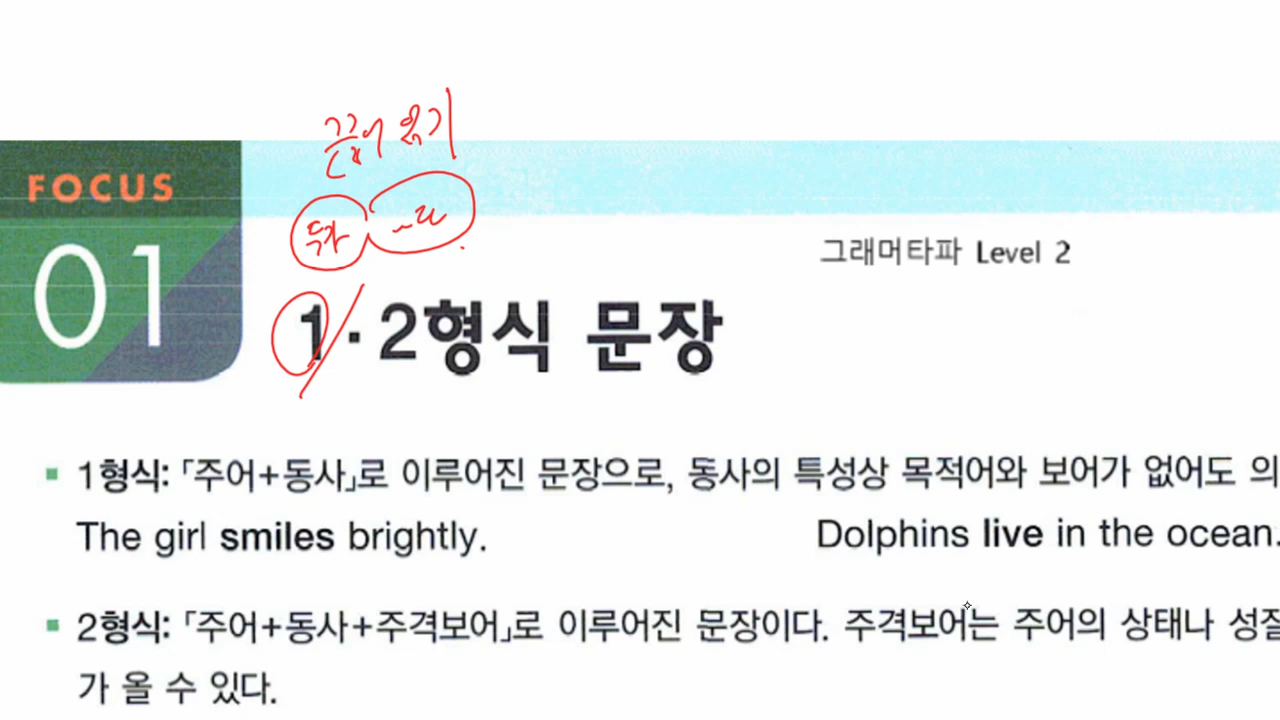 끊어 읽기
FOCUS
01
그래머타파 Level 2
1·2형식 문장
1형식: 「주어+동사」로 이루어진 문장으로, 동사의 특성상 목적어와 보어가 없어도 의
The girl smiles brightly.
Dolphins live in the ocean.
2형식: 「주어+동사+주격보어」로 이루어진 문장이다. 주격보어는 주어의 상태나 성질
가 올 수 있다.